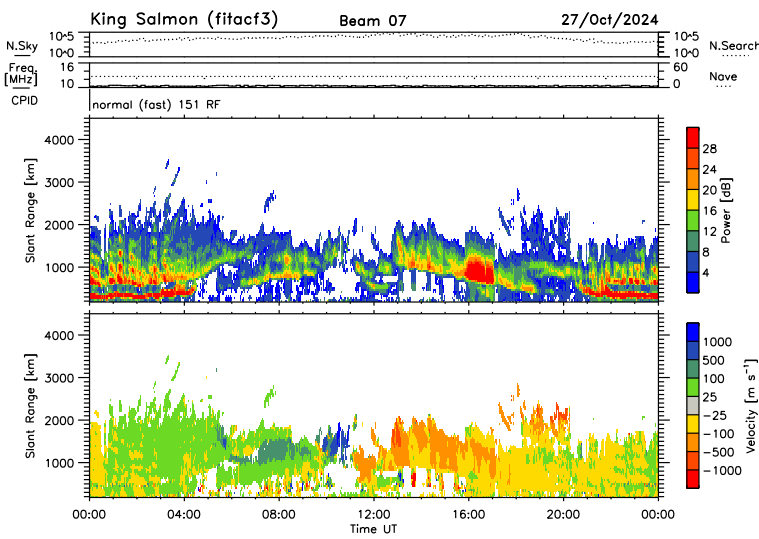 King Salmon (fitacf3) Beam 07 27/Oct/2024
N.Sky 10^5 10^0 10^5 10^0 N.Search
Freq. [MHz] 16 10 60 0 Nave
CPID normal (fast) 151 RF
Slant Range [km] 4000 3000 2000 1000
Power [dB] 28 24 20 16 12 8 4
Slant Range [km] 4000 3000 2000 1000
Velocity [m s⁻¹] 1000 500 100 25 −25 −100 −500 −1000
00:00 04:00 08:00 12:00 16:00 20:00 00:00
Time UT